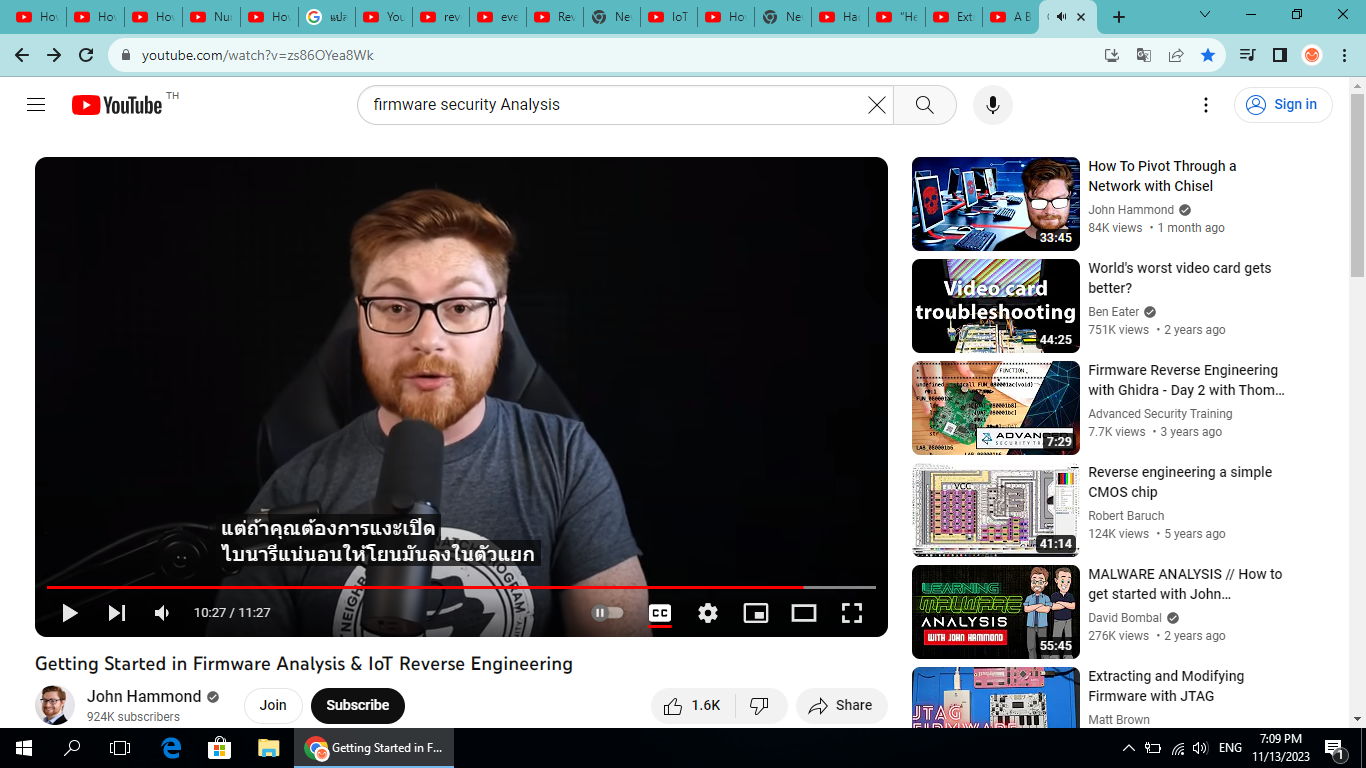 Hov
Hov
Hov
Nu
Hov
แปล
You
rev
eve
Rev
Ne
IoT
Hov
Ne
Hac
"He
Ext
A B
youtube.com/watch?v=zs86OYea8Wk
YouTube TH
firmware security Analysis
Sign in
แต่ถ้าคุณต้องการแงะเปิด
ไบนารีแน่นอนให้โยนมันลงในตัวแยก
10:27 / 11:27
CC
Getting Started in Firmware Analysis & IoT Reverse Engineering
John Hammond
924K subscribers
Join
Subscribe
1.6K
Share
33:45
How To Pivot Through a
Network with Chisel
John Hammond
84K views • 1 month ago
Video card
troubleshooting
44:25
World's worst video card gets
better?
Ben Eater
751K views • 2 years ago
FUNCTION
ADVANCED
7:29
Firmware Reverse Engineering
with Ghidra - Day 2 with Thom...
Advanced Security Training
7.7K views • 3 years ago
VCC
41:14
Reverse engineering a simple
CMOS chip
Robert Baruch
124K views • 5 years ago
LEARNING
MALWARE
ANALYSIS
WITH JOHN HAMMOND
55:45
MALWARE ANALYSIS // How to
get started with John...
David Bombal
276K views • 2 years ago
JTAG
FIRMWARE
Extracting and Modifying
Firmware with JTAG
Matt Brown
Getting Started in F...
ENG
7:09 PM
11/13/2023
1